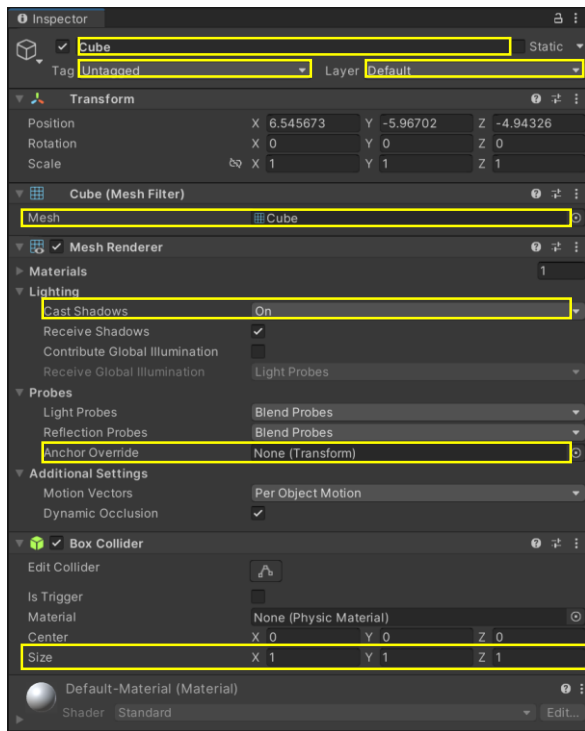 Inspector
Cube Static
Tag Untagged Layer Default
Transform
Position X 6.545673 Y -5.96702 Z -4.94326
Rotation X 0 Y 0 Z 0
Scale X 1 Y 1 Z 1
Cube (Mesh Filter)
Mesh Cube
Mesh Renderer
Materials 1
Lighting
Cast Shadows On
Receive Shadows
Contribute Global Illumination
Receive Global Illumination Light Probes
Probes
Light Probes Blend Probes
Reflection Probes Blend Probes
Anchor Override None (Transform)
Additional Settings
Motion Vectors Per Object Motion
Dynamic Occlusion
Box Collider
Edit Collider
Is Trigger
Material None (Physic Material)
Center X 0 Y 0 Z 0
Size X 1 Y 1 Z 1
Default-Material (Material)
Shader Standard Edit...